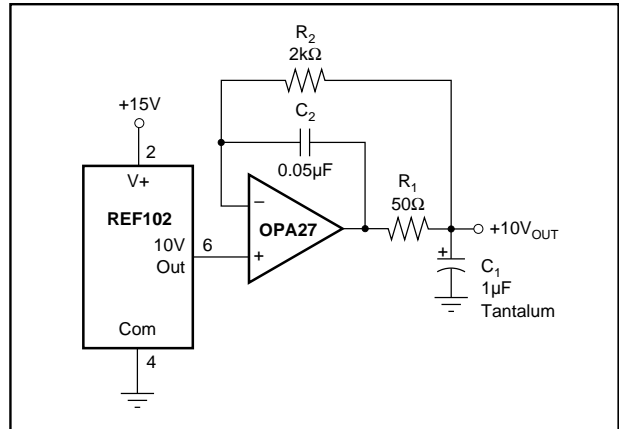 R2
2kΩ
+15V
C2
2
0.05µF
V+
R1
50Ω
REF102
–
OPA27
+10VOUT
10V
Out
6
+
+
C1
1µF
Tantalum
Com
4